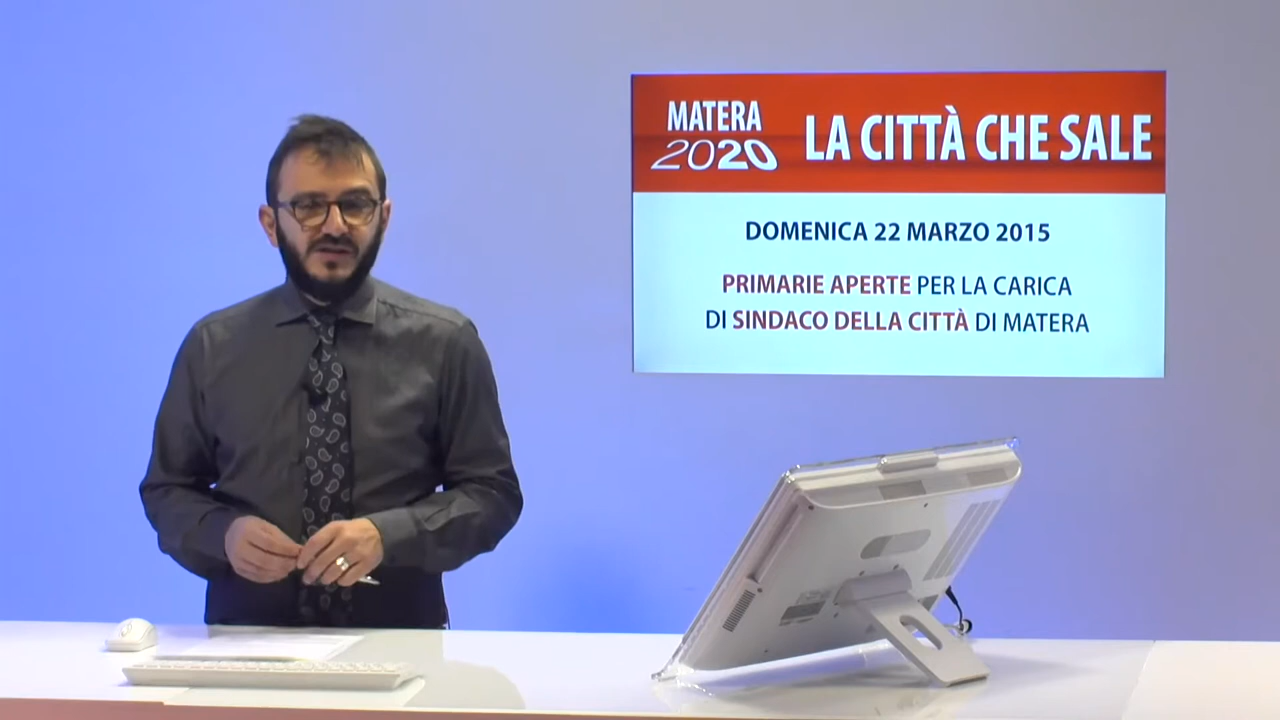 MATERA
2020
LA CITTÀ CHE SALE
DOMENICA 22 MARZO 2015
PRIMARIE APERTE PER LA CARICA
DI SINDACO DELLA CITTÀ DI MATERA